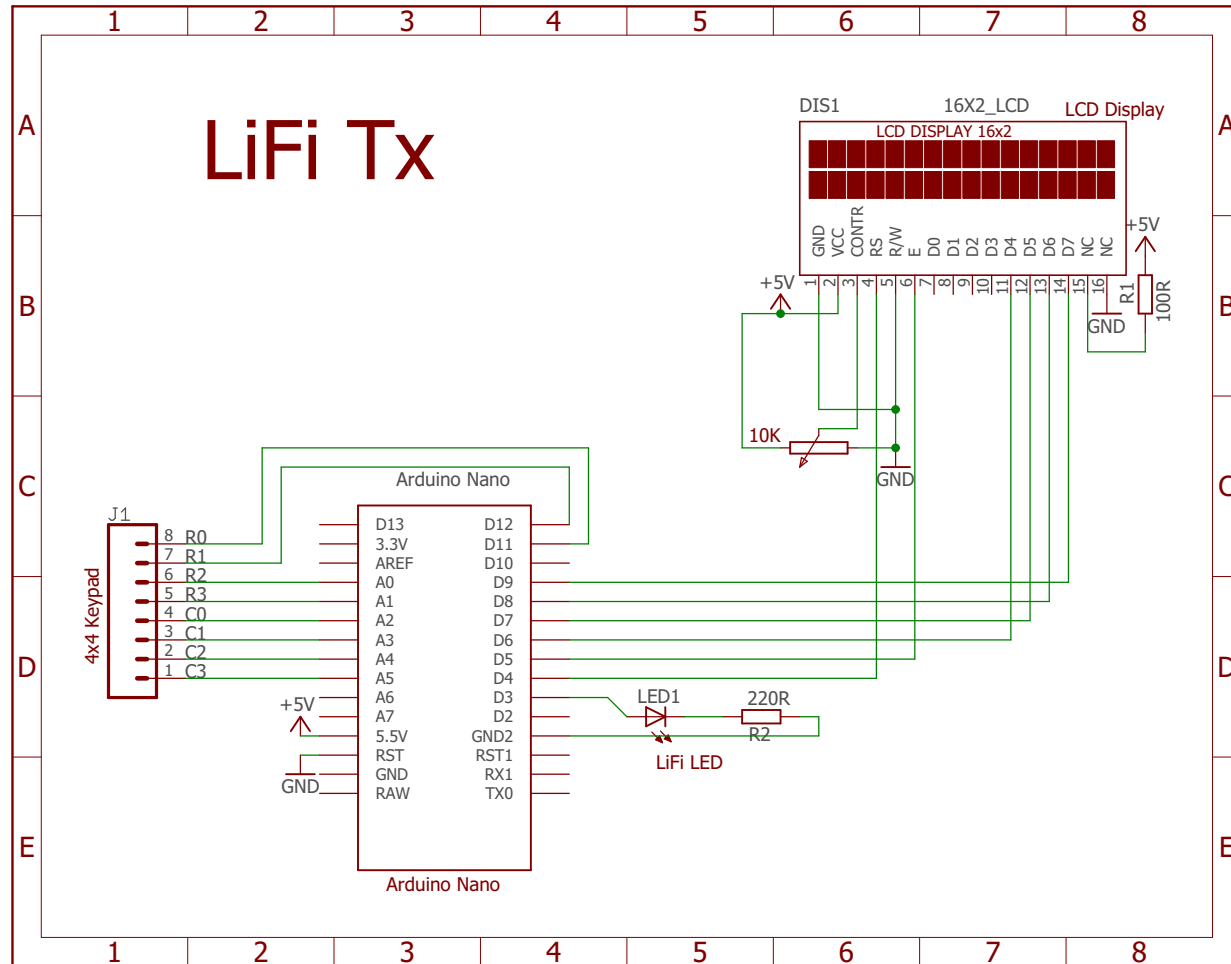 1 2 3 4 5 6 7 8
A A
LiFi Tx
DIS1 16X2_LCD LCD Display
LCD DISPLAY 16x2
GND VCC CONTR RS R/W E D0 D1 D2 D3 D4 D5 D6 D7 NC NC
1 2 3 4 5 6 7 8 9 10 11 12 13 14 15 16
+5V
+5V
R1
100R
GND
B B
10K
GND
C C
Arduino Nano
J1
4x4 Keypad
8 R0
7 R1
6 R2
5 R3
4 C0
3 C1
2 C2
1 C3
D13 D12
3.3V D11
AREF D10
A0 D9
A1 D8
A2 D7
A3 D6
A4 D5
A5 D4
A6 D3
A7 D2
5.5V GND2
RST RST1
GND RX1
RAW TX0
+5V
GND
LED1 220R
R2
LiFi LED
D D
E E
Arduino Nano
1 2 3 4 5 6 7 8